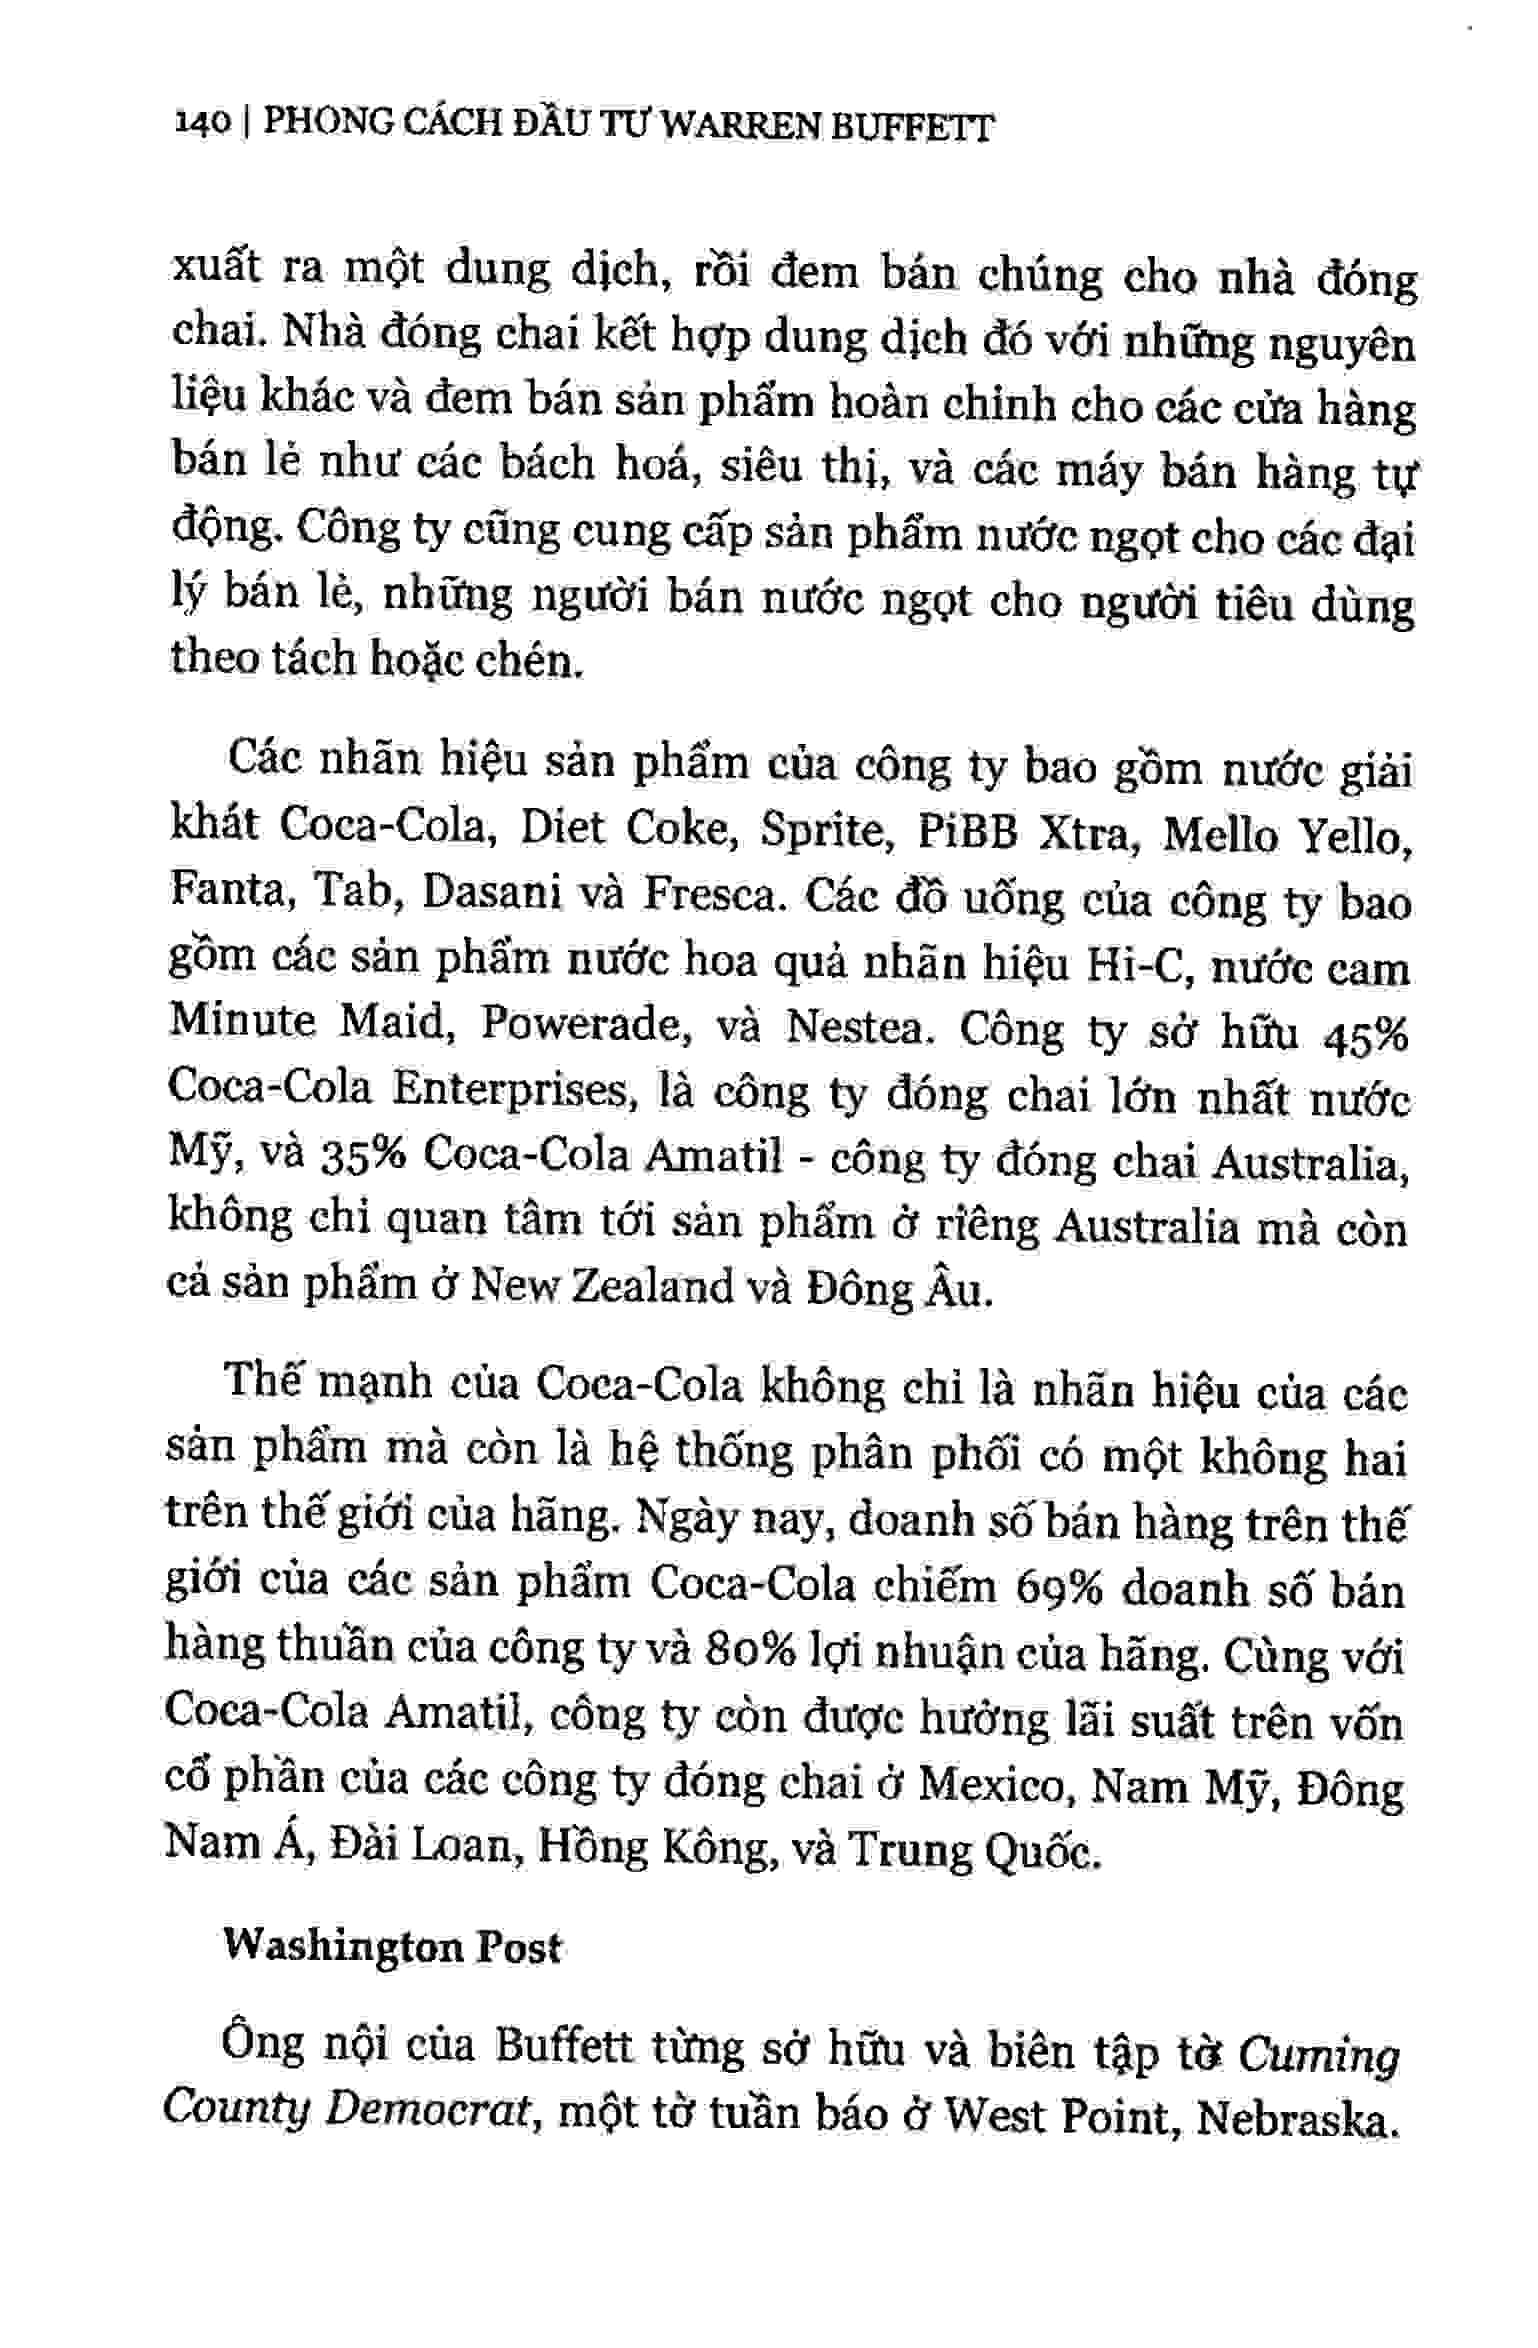 140 | PHONG CÁCH ĐẦU TƯ WARREN BUFFETT
xuất ra một dung dịch, rồi đem bán chúng cho nhà đóng
chai. Nhà đóng chai kết hợp dung dịch đó với những nguyên
liệu khác và đem bán sản phẩm hoàn chỉnh cho các cửa hàng
bán lẻ như các bách hoá, siêu thị, và các máy bán hàng tự
động. Công ty cũng cung cấp sản phẩm nước ngọt cho các đại
lý bán lẻ, những người bán nước ngọt cho người tiêu dùng
theo tách hoặc chén.
Các nhãn hiệu sản phẩm của công ty bao gồm nước giải
khát Coca-Cola, Diet Coke, Sprite, PiBB Xtra, Mello Yello,
Fanta, Tab, Dasani và Fresca. Các đồ uống của công ty bao
gồm các sản phẩm nước hoa quả nhãn hiệu Hi-C, nước cam
Minute Maid, Powerade, và Nestea. Công ty sở hữu 45%
Coca-Cola Enterprises, là công ty đóng chai lớn nhất nước
Mỹ, và 35% Coca-Cola Amatil - công ty đóng chai Australia,
không chỉ quan tâm tới sản phẩm ở riêng Australia mà còn
cả sản phẩm ở New Zealand và Đông Âu.
Thế mạnh của Coca-Cola không chỉ là nhãn hiệu của các
sản phẩm mà còn là hệ thống phân phối có một không hai
trên thế giới của hãng. Ngày nay, doanh số bán hàng trên thế
giới của các sản phẩm Coca-Cola chiếm 69% doanh số bán
hàng thuần của công ty và 80% lợi nhuận của hãng. Cùng với
Coca-Cola Amatil, công ty còn được hưởng lãi suất trên vốn
cổ phần của các công ty đóng chai ở Mexico, Nam Mỹ, Đông
Nam Á, Đài Loan, Hồng Kông, và Trung Quốc.
Washington Post
Ông nội của Buffett từng sở hữu và biên tập tờ Cuming
County Democrat, một tờ tuần báo ở West Point, Nebraska.